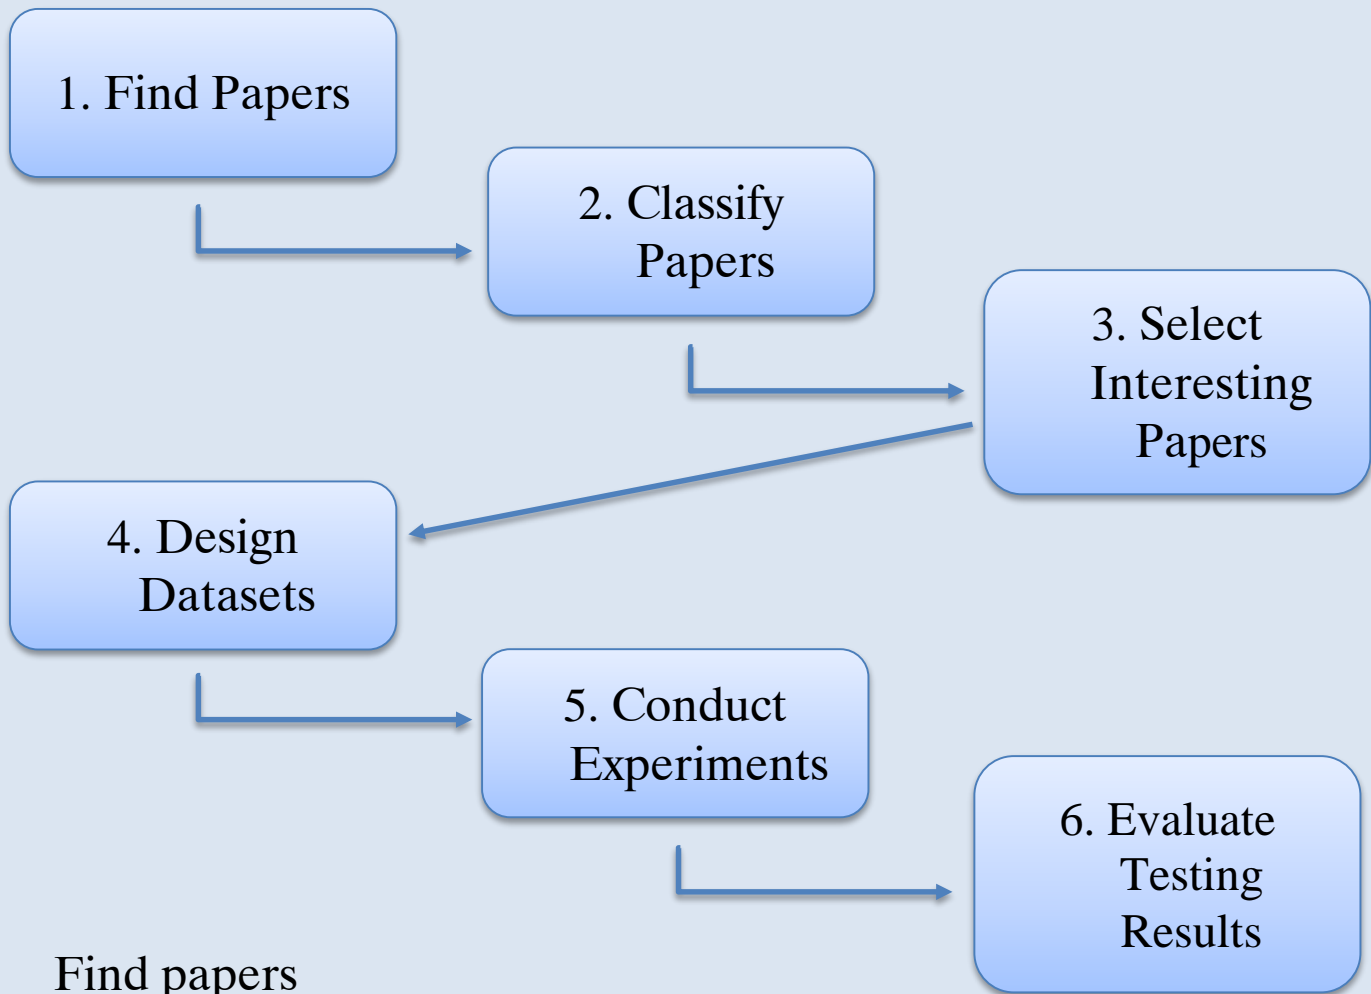 1. Find Papers
2. Classify
Papers
3. Select
Interesting
Papers
4. Design
Datasets
5. Conduct
Experiments
6. Evaluate
Testing
Results
Find papers